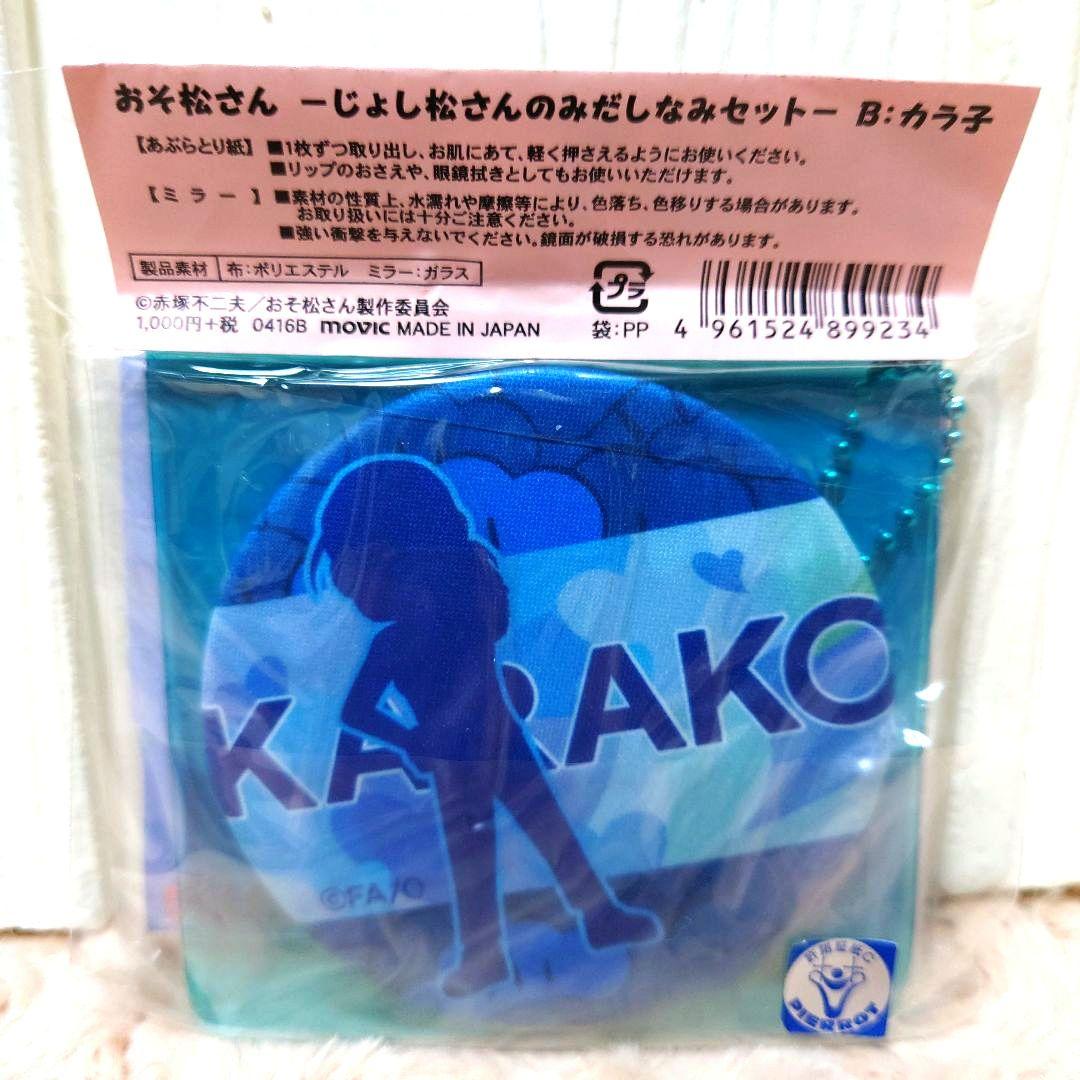 おそ松さん －じょし松さんのみだしなみセット－ B:カラ子
【あぶらとり紙】■1枚ずつ取り出し、お肌にあて、軽く押さえるようにお使いください。
■リップのおさえや、眼鏡拭きとしてもお使いいただけます。
【ミラー】■素材の性質上、水濡れや摩擦等により、色落ち、色移りする場合があります。
お取り扱いには十分ご注意ください。
■強い衝撃を与えないでください。鏡面が破損する恐れがあります。
製品素材 布:ポリエステル ミラー:ガラス
©赤塚不二夫／おそ松さん製作委員会
1,000円+税 0416B movic MADE IN JAPAN
プラ
袋:PP
4 961524 899234
KARAKO
©FA/O
許諾証紙C
PIERROT